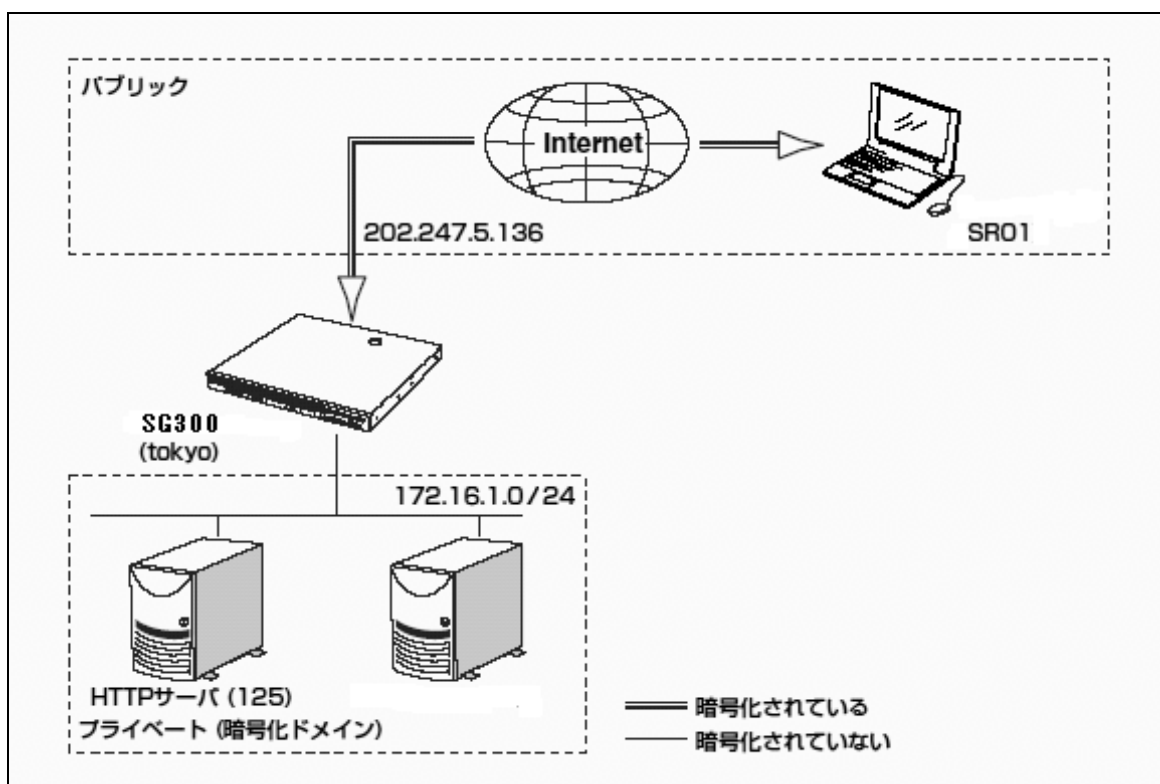 パブリック
Internet
202.247.5.136
SR01
SG300
(tokyo)
172.16.1.0/24
HTTPサーバ (125)
プライベート (暗号化ドメイン)
暗号化されている
暗号化されていない